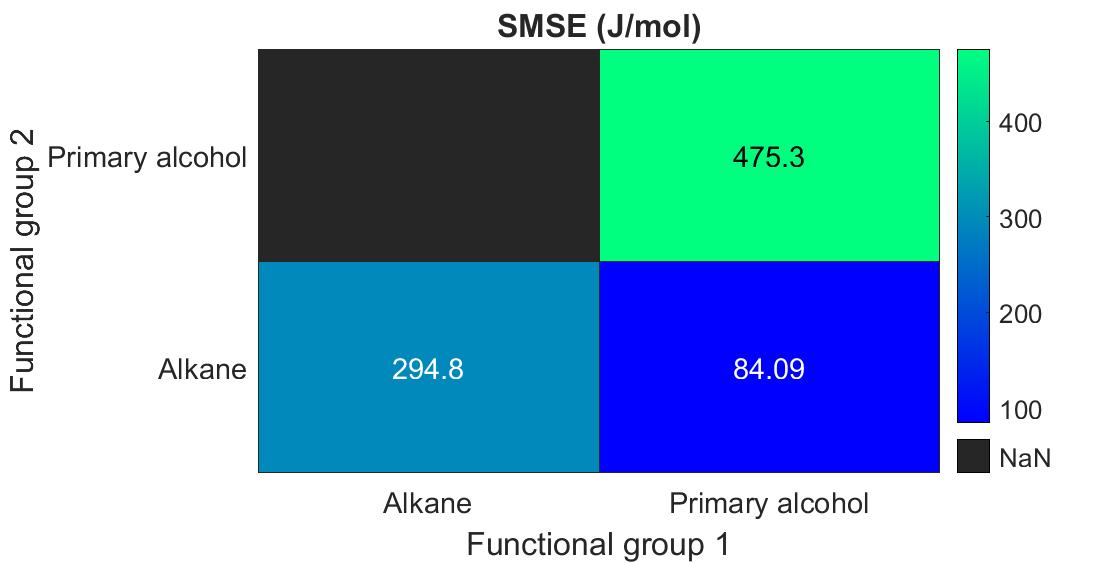 SMSE (J/mol)
Functional group 2
Primary alcohol
475.3
Alkane
294.8
84.09
400
300
200
100
NaN
Alkane
Primary alcohol
Functional group 1